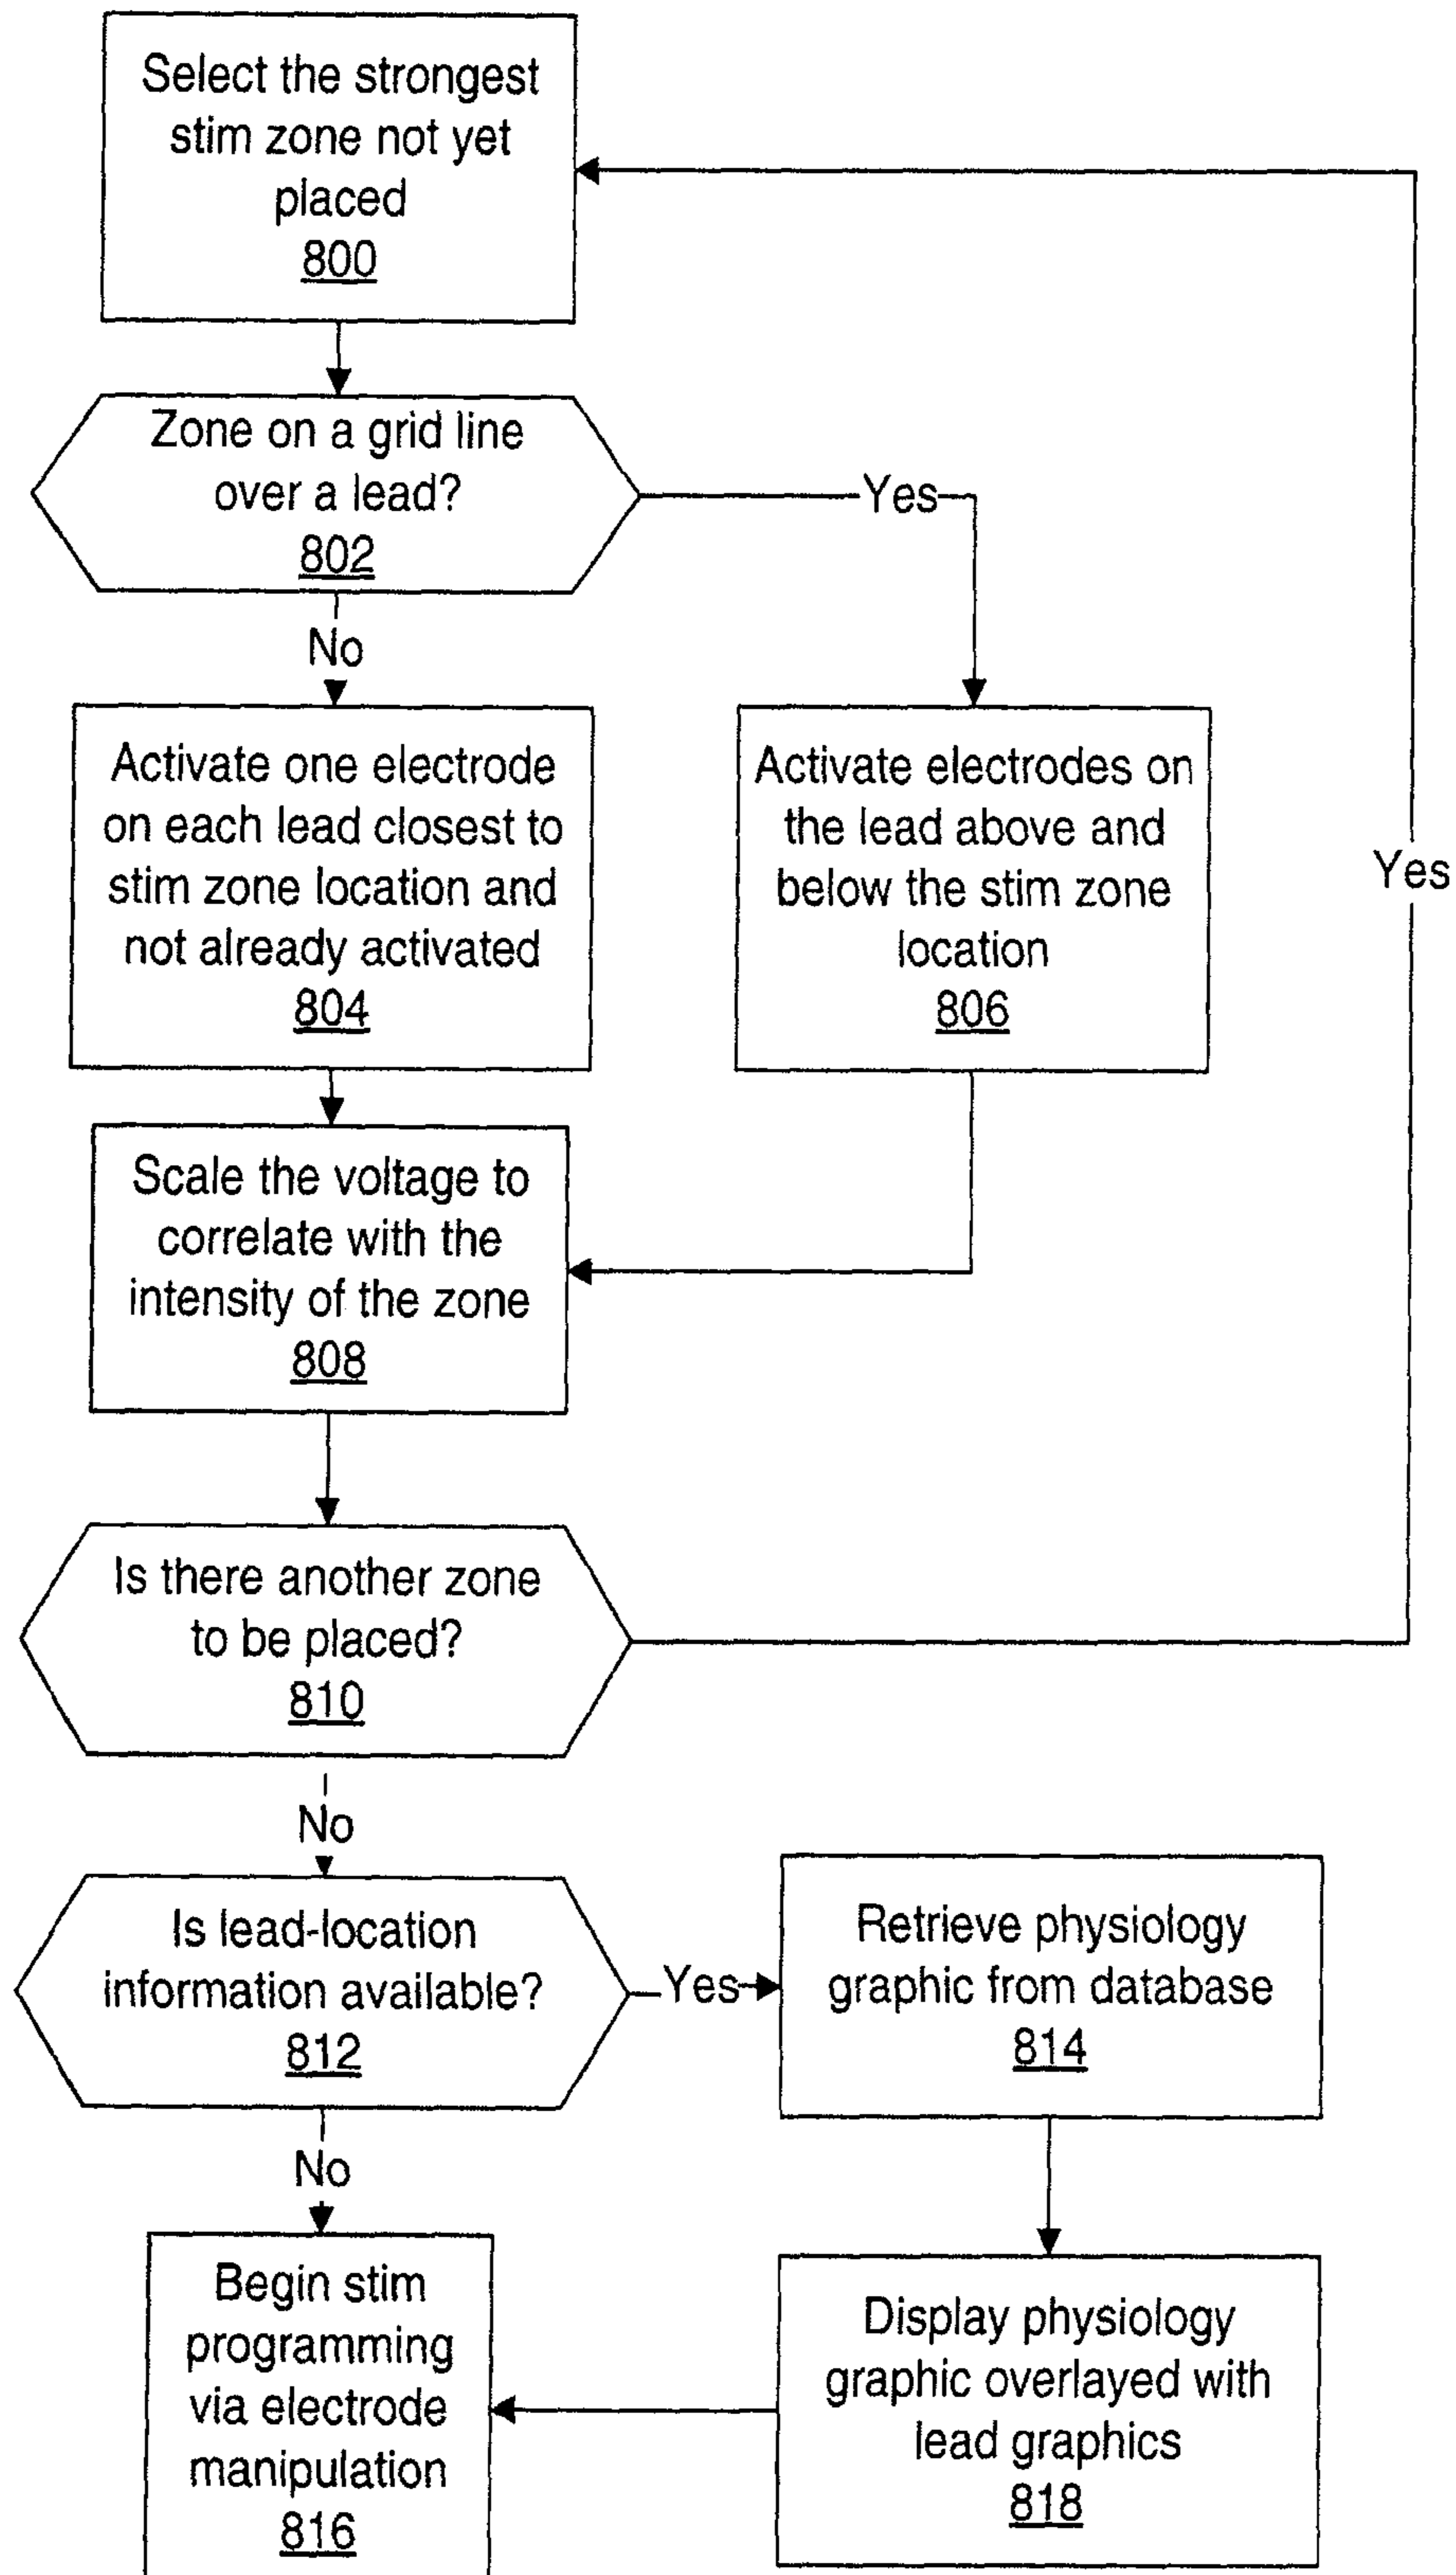 Select the strongest
stim zone not yet
placed
800
Zone on a grid line
over a lead?
802
Yes
No
Activate one electrode
on each lead closest to
stim zone location and
not already activated
804
Activate electrodes on
the lead above and
below the stim zone
location
806
Yes
Scale the voltage to
correlate with the
intensity of the zone
808
Is there another zone
to be placed?
810
No
Is lead-location
information available?
812
Yes
Retrieve physiology
graphic from database
814
No
Begin stim
programming
via electrode
manipulation
816
Display physiology
graphic overlayed with
lead graphics
818